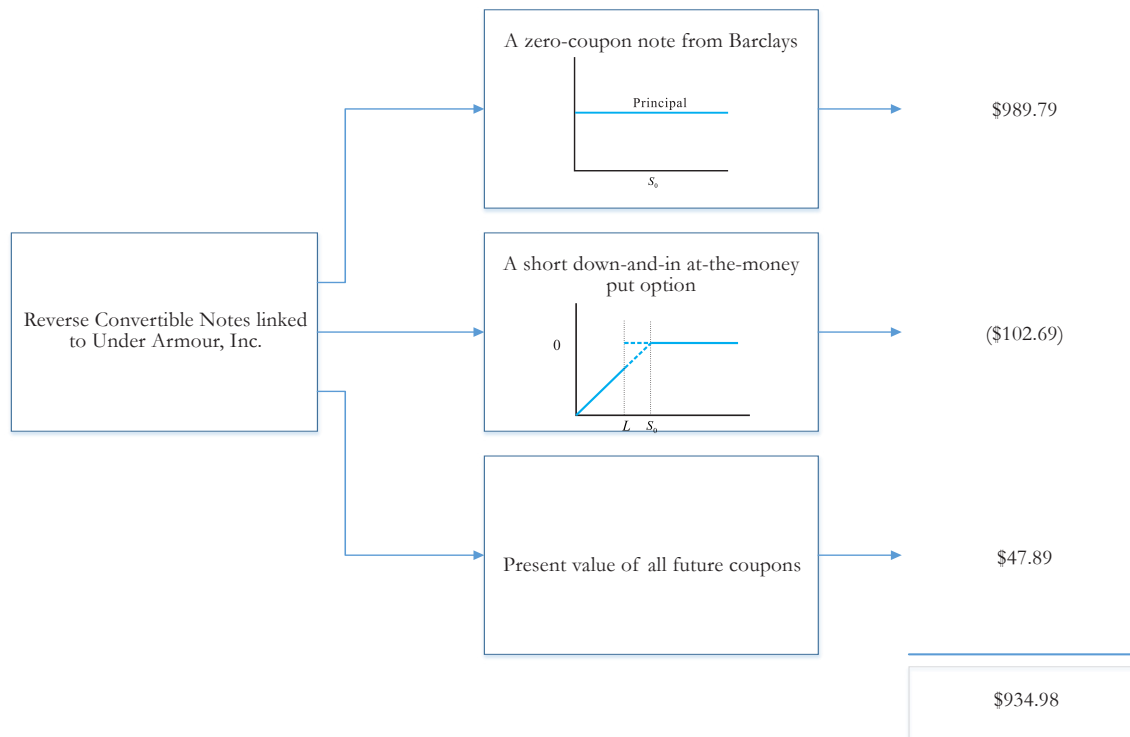 A zero-coupon note from Barclays
Principal
S₀
$989.79
Reverse Convertible Notes linked
to Under Armour, Inc.
A short down-and-in at-the-money
put option
0
L S₀
($102.69)
Present value of all future coupons
$47.89
$934.98